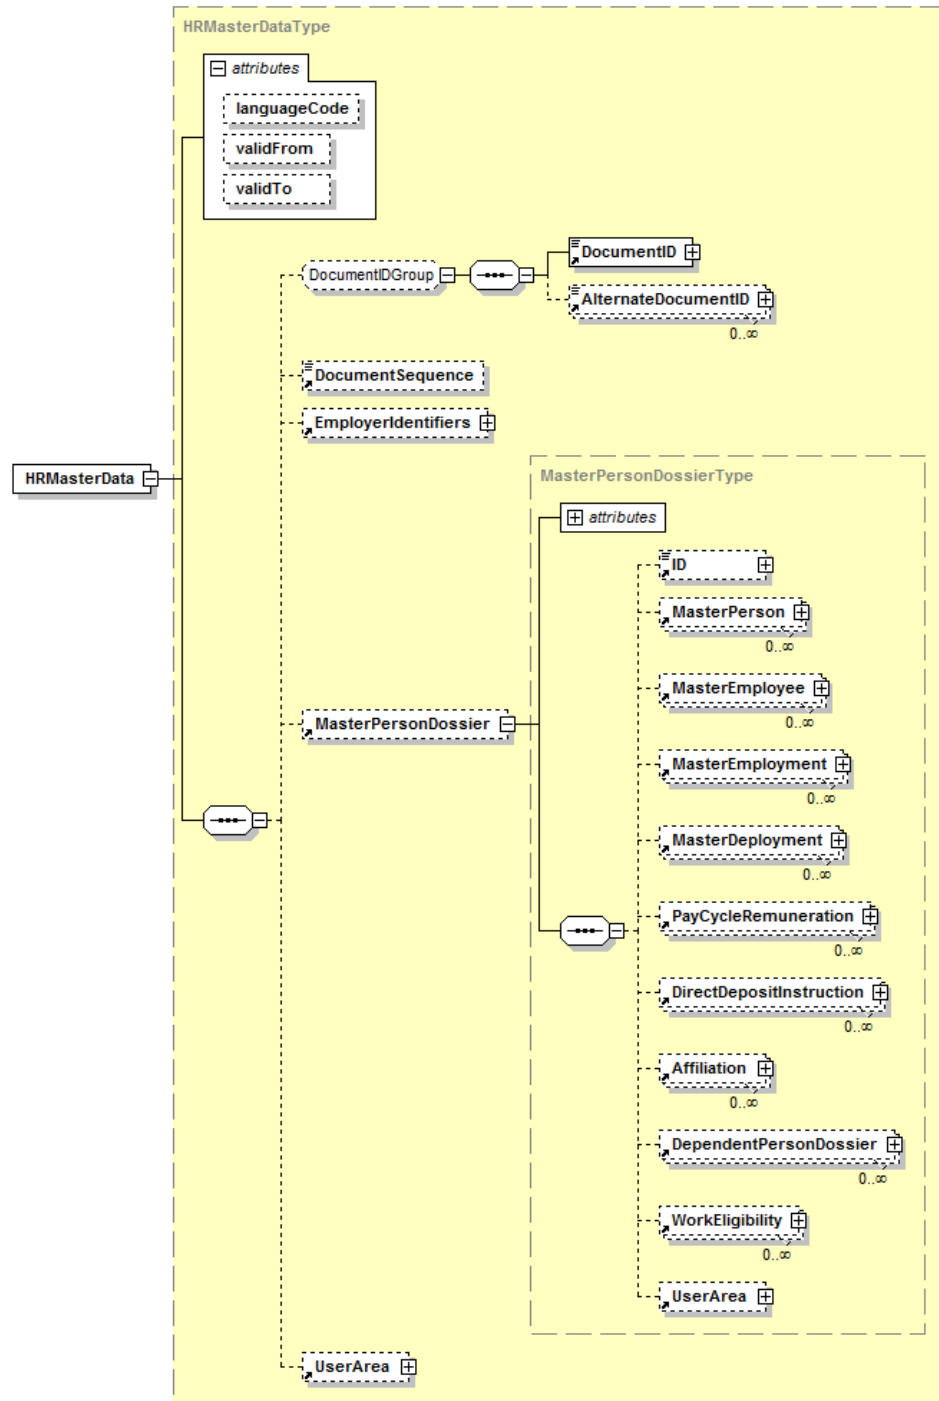 HRMasterDataType
attributes
languageCode
validFrom
validTo
DocumentIDGroup
DocumentID
AlternateDocumentID
0..∞
DocumentSequence
EmployerIdentifiers
HRMasterData
MasterPersonDossierType
attributes
ID
MasterPerson
0..∞
MasterEmployee
0..∞
MasterPersonDossier
MasterEmployment
0..∞
MasterDeployment
0..∞
PayCycleRemuneration
0..∞
DirectDepositInstruction
0..∞
Affiliation
0..∞
DependentPersonDossier
0..∞
WorkEligibility
0..∞
UserArea
UserArea